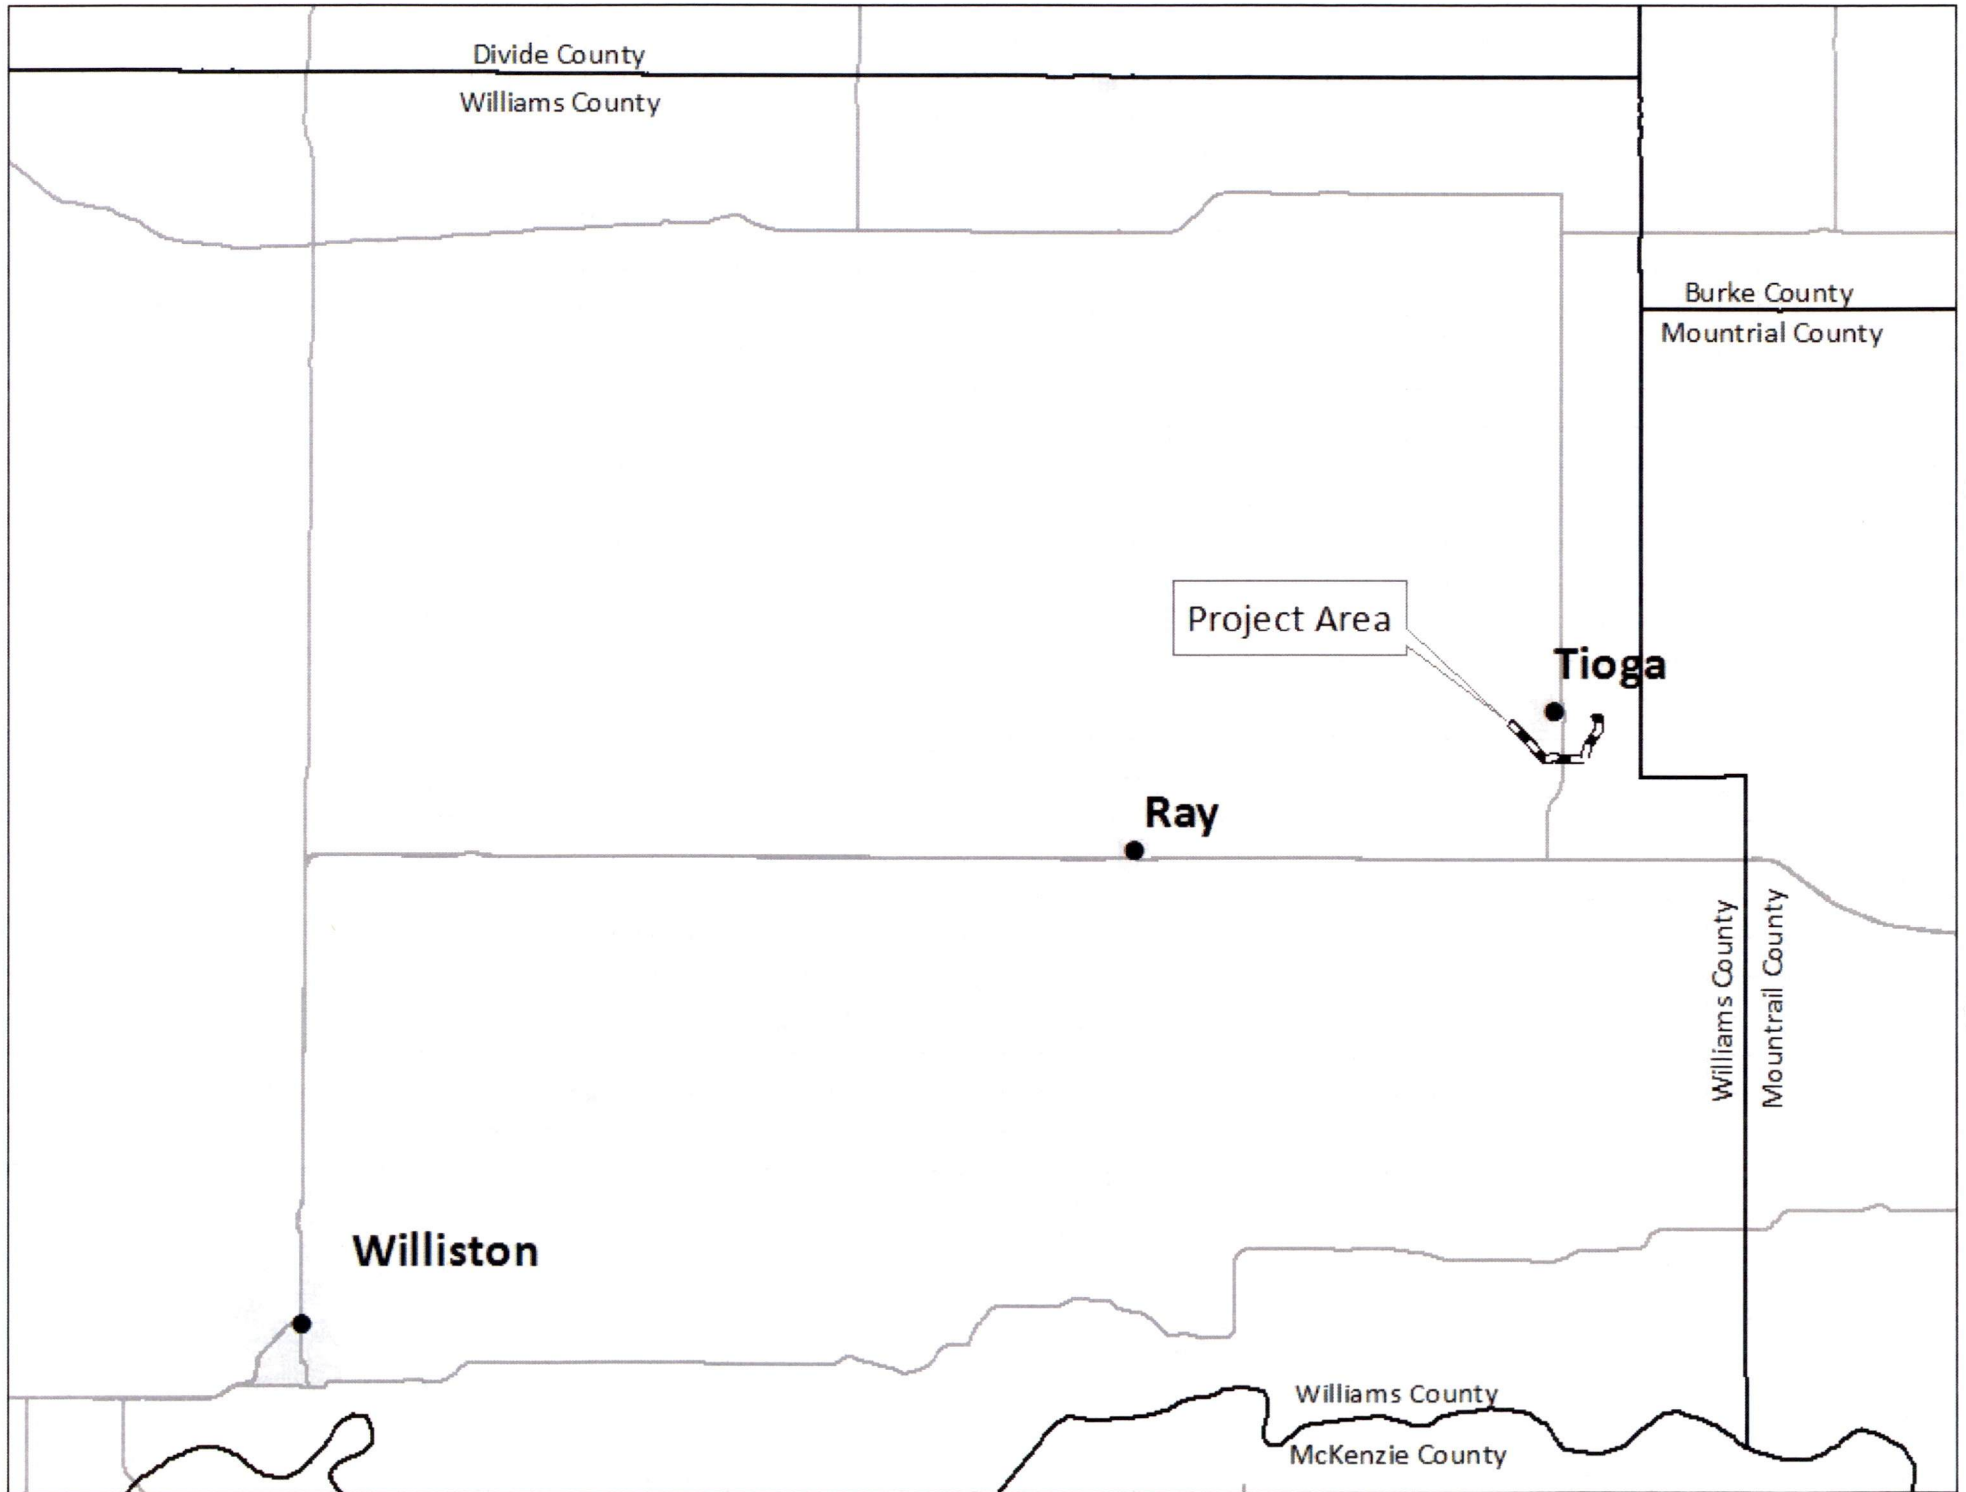 Divide County
Williams County
Burke County
Mountrial County
Project Area
Tioga
Ray
Williams County
Mountrail County
Williston
Williams County
McKenzie County